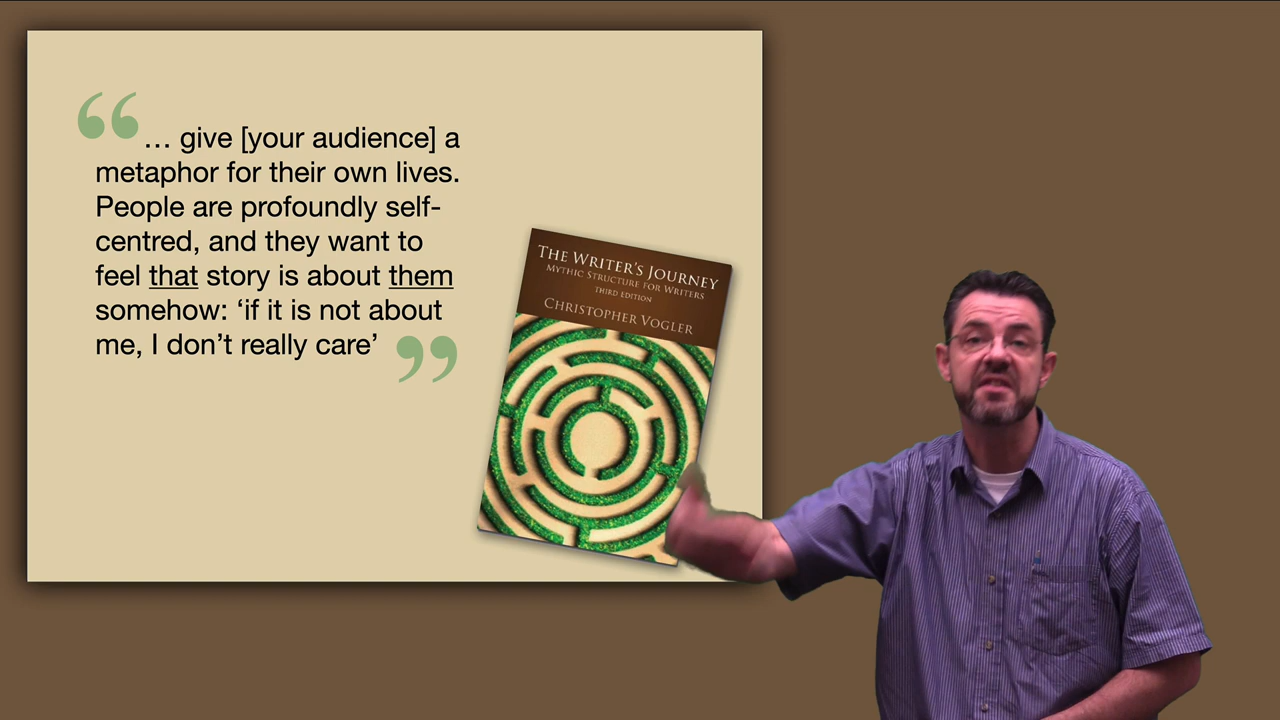 “… give [your audience] a
metaphor for their own lives.
People are profoundly self-
centred, and they want to
feel that story is about them
somehow: ‘if it is not about
me, I don’t really care’ ”
THE WRITER’S JOURNEY
MYTHIC STRUCTURE FOR WRITERS
THIRD EDITION
CHRISTOPHER VOGLER